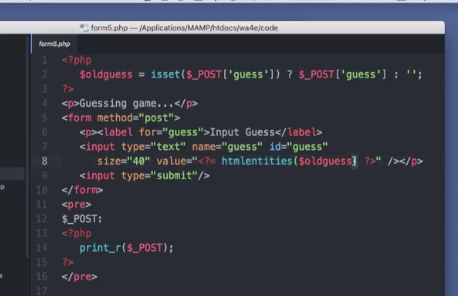 form5.php — /Applications/MAMP/htdocs/wa4e/code
form5.php
1 <?php
2 $oldguess = isset($_POST['guess']) ? $_POST['guess'] : '';
3 ?>
4 <p>Guessing game...</p>
5 <form method="post">
6 <p><label for="guess">Input Guess</label>
7 <input type="text" name="guess" id="guess"
8 size="40" value="<?= htmlentities($oldguess) ?>" /></p>
9 <input type="submit"/>
10 </form>
11 <pre>
12 $_POST:
13 <?php
14 print_r($_POST);
15 ?>
16 </pre>
17